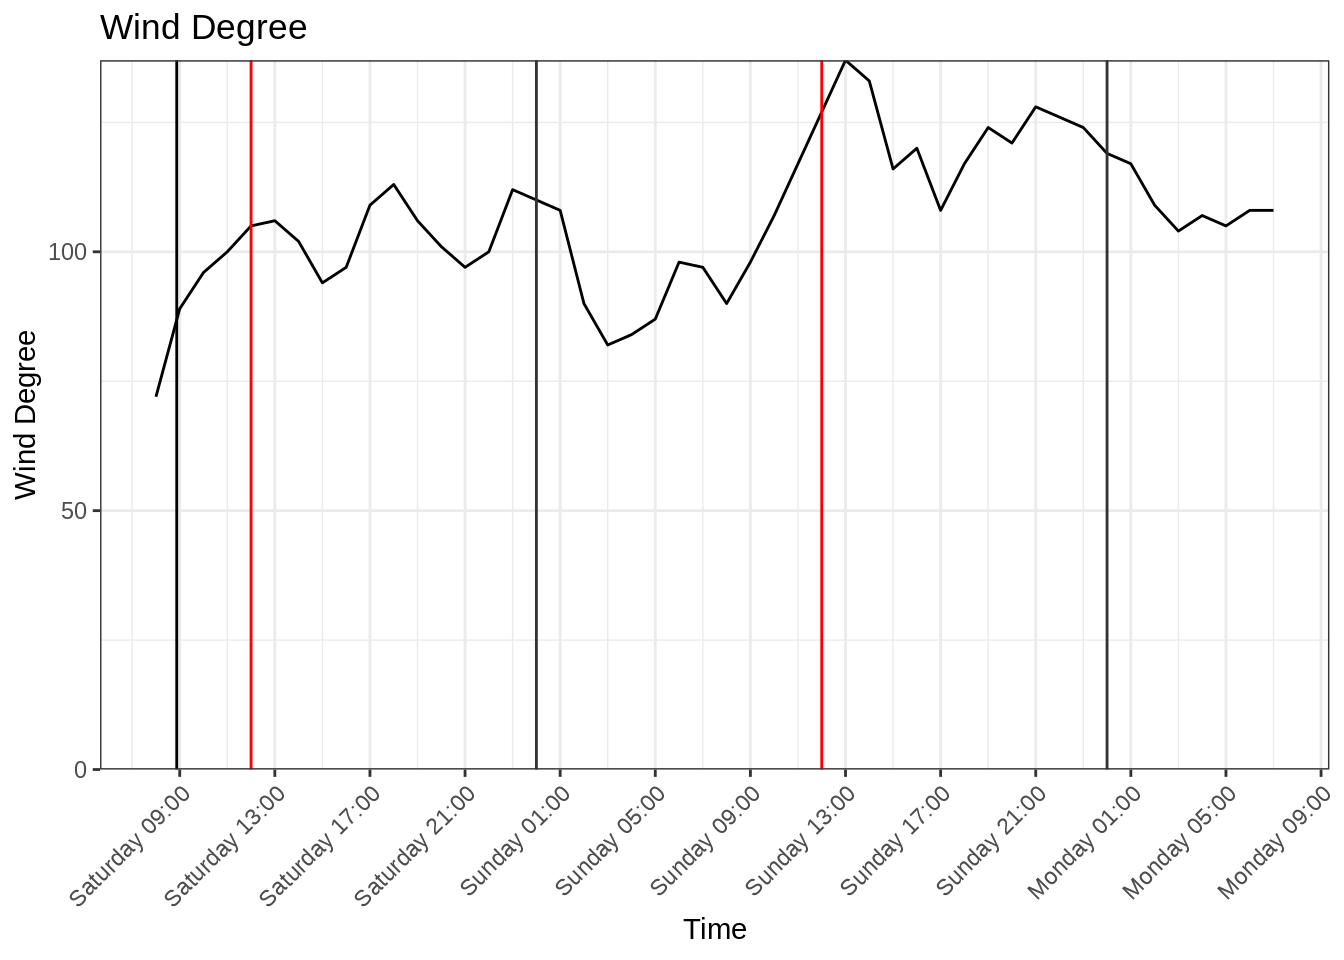 Wind Degree
Wind Degree
100
50
0
Saturday 09:00
Saturday 13:00
Saturday 17:00
Saturday 21:00
Sunday 01:00
Sunday 05:00
Sunday 09:00
Sunday 13:00
Sunday 17:00
Sunday 21:00
Monday 01:00
Monday 05:00
Monday 09:00
Time